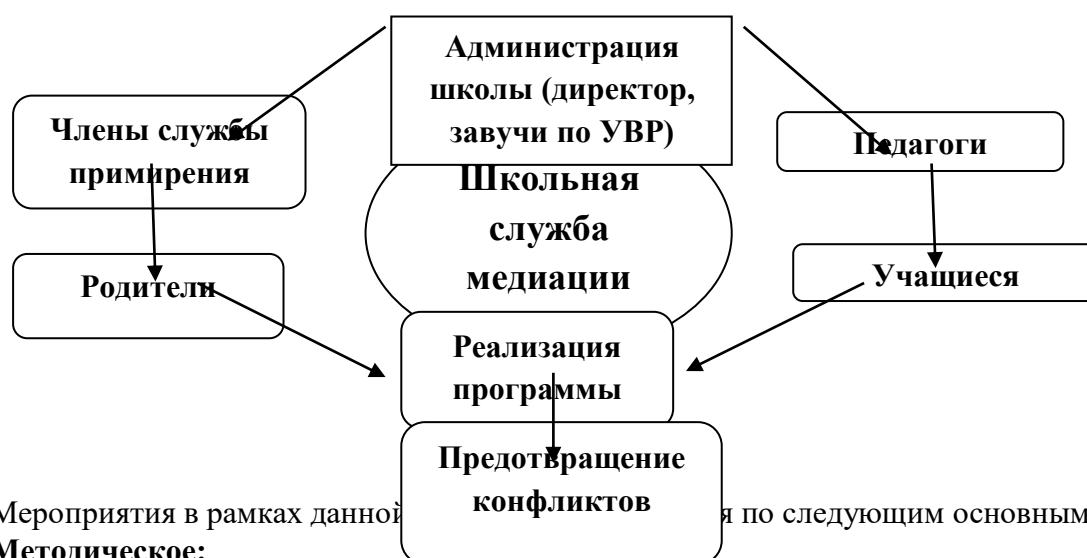 Администрация
школы (директор,
завучи по УВР)
Члены службы
примирения
Педагоги
Школьная
служба
медиации
Родители
Учащиеся
Реализация
программы
Предотвращение
конфликтов
Мероприятия в рамках данной я по следующим основным
Методическое: